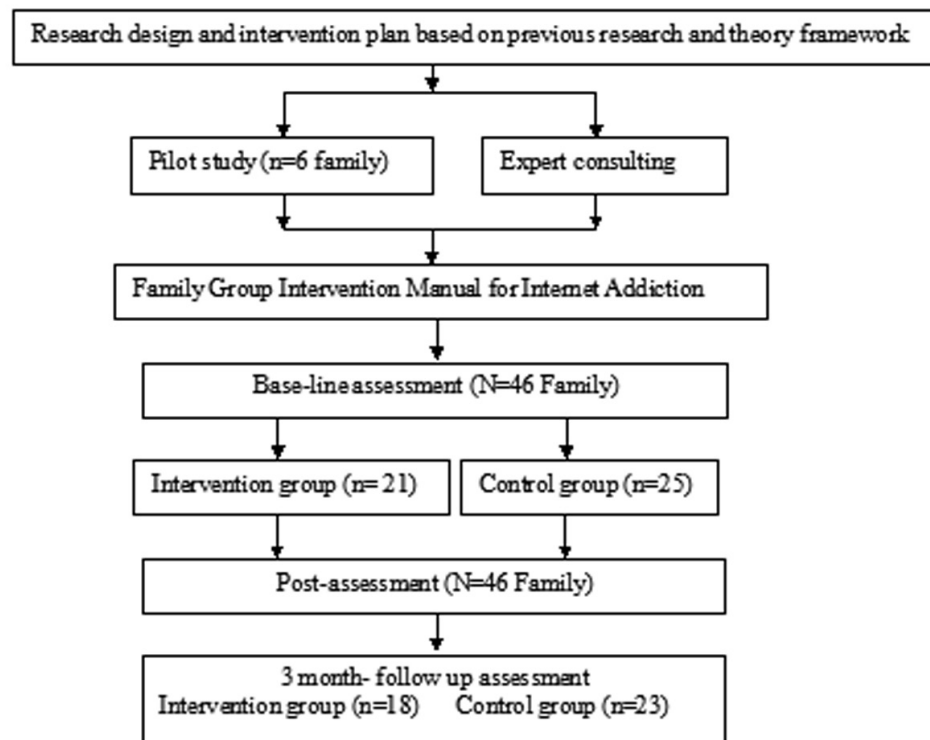 Research design and intervention plan based on previous research and theory framework
Pilot study (n=6 family)
Expert consulting
Family Group Intervention Manual for Internet Addiction
Base-line assessment (N=46 Family)
Intervention group (n= 21)
Control group (n=25)
Post-assessment (N=46 Family)
3 month- follow up assessment
Intervention group (n=18) Control group (n=23)